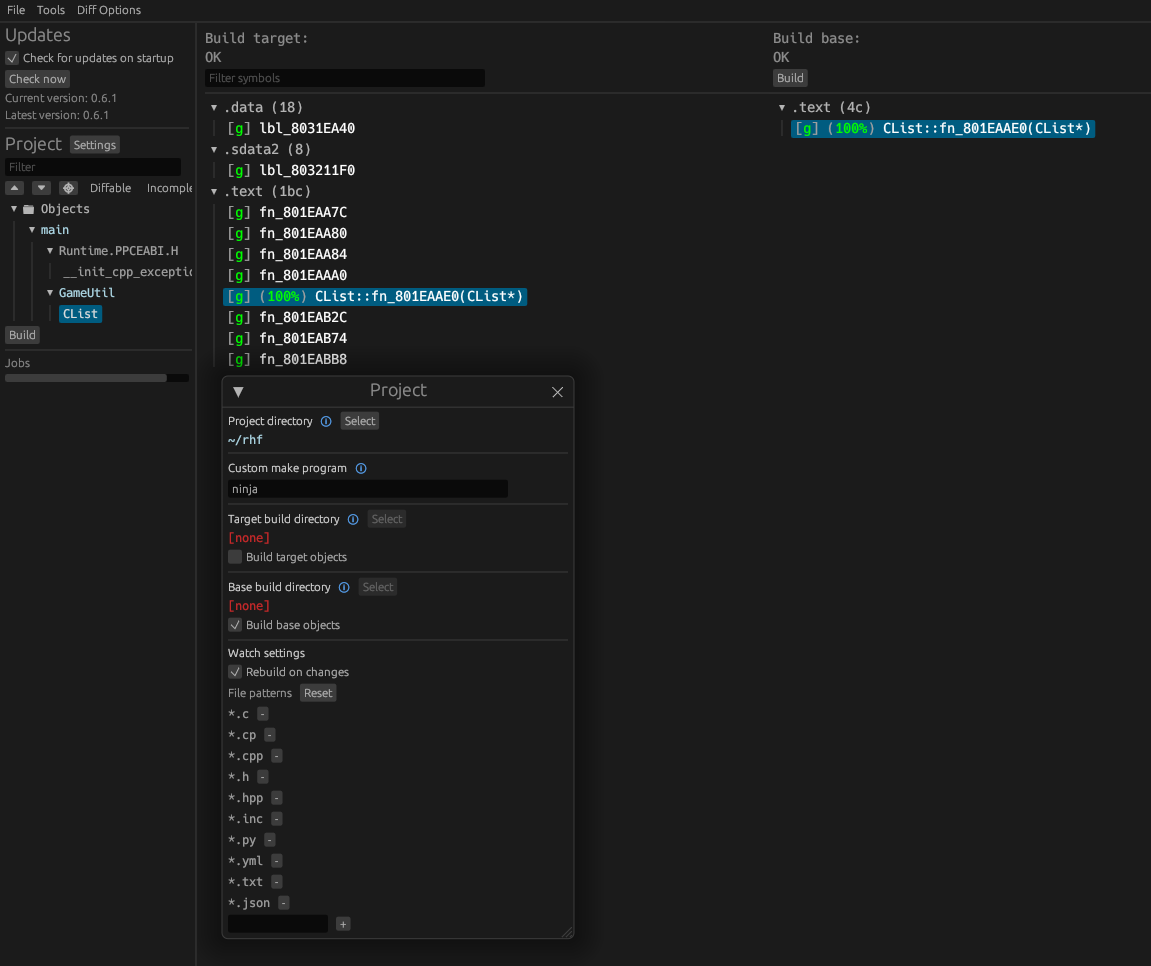 File Tools Diff Options
Updates
Check for updates on startup
Check now
Current version: 0.6.1
Latest version: 0.6.1
Project Settings
Filter
Diffable Incomple
Objects
main
Runtime.PPCEABI.H
__init_cpp_exceptio
GameUtil
CList
Build
Jobs
Build target:
OK
Filter symbols
.data (18)
[g] lbl_8031EA40
.sdata2 (8)
[g] lbl_803211F0
.text (1bc)
[g] fn_801EAA7C
[g] fn_801EAA80
[g] fn_801EAA84
[g] fn_801EAAA0
[g] (100%) CList::fn_801EAAE0(CList*)
[g] fn_801EAB2C
[g] fn_801EAB74
[g] fn_801EABB8
Build base:
OK
Build
.text (4c)
[g] (100%) CList::fn_801EAAE0(CList*)
Project
Project directory Select
~/rhf
Custom make program
ninja
Target build directory Select
[none]
Build target objects
Base build directory Select
[none]
Build base objects
Watch settings
Rebuild on changes
File patterns Reset
*.c -
*.cp -
*.cpp -
*.h -
*.hpp -
*.inc -
*.py -
*.yml -
*.txt -
*.json -
+